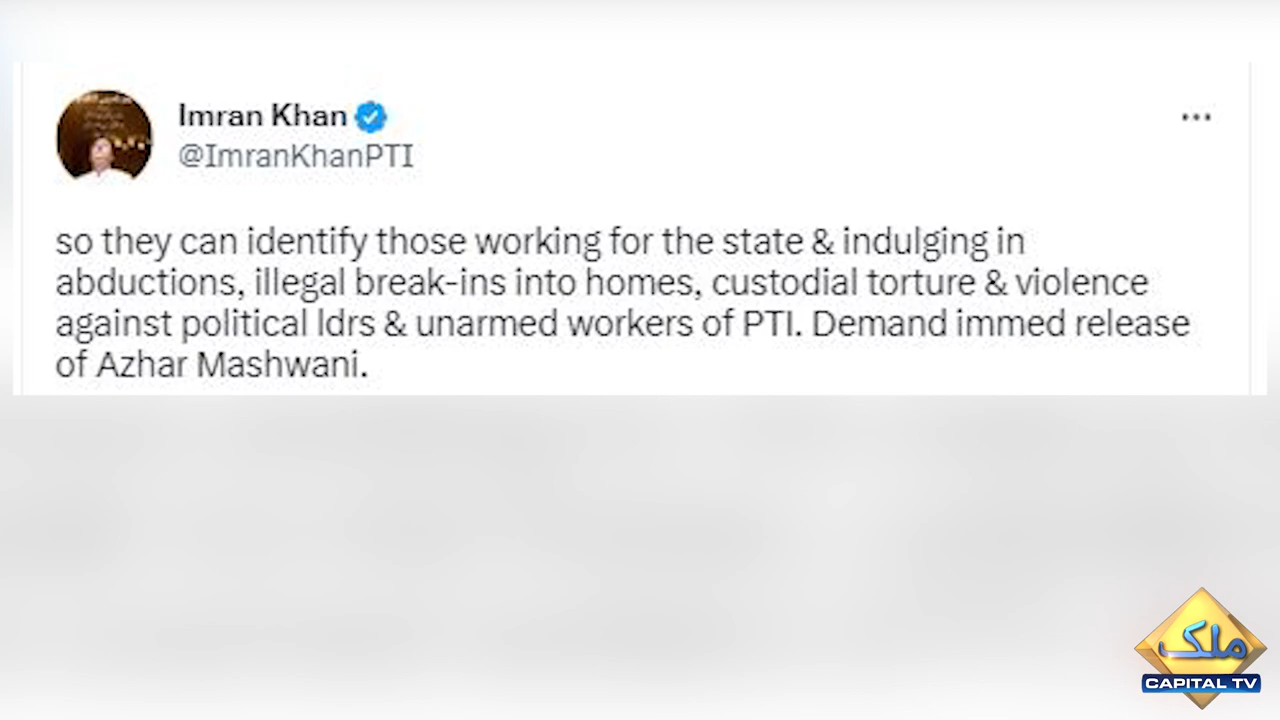 Imran Khan
@ImranKhanPTI
so they can identify those working for the state & indulging in
abductions, illegal break-ins into homes, custodial torture & violence
against political ldrs & unarmed workers of PTI. Demand immed release
of Azhar Mashwani.
ملک
CAPITAL TV